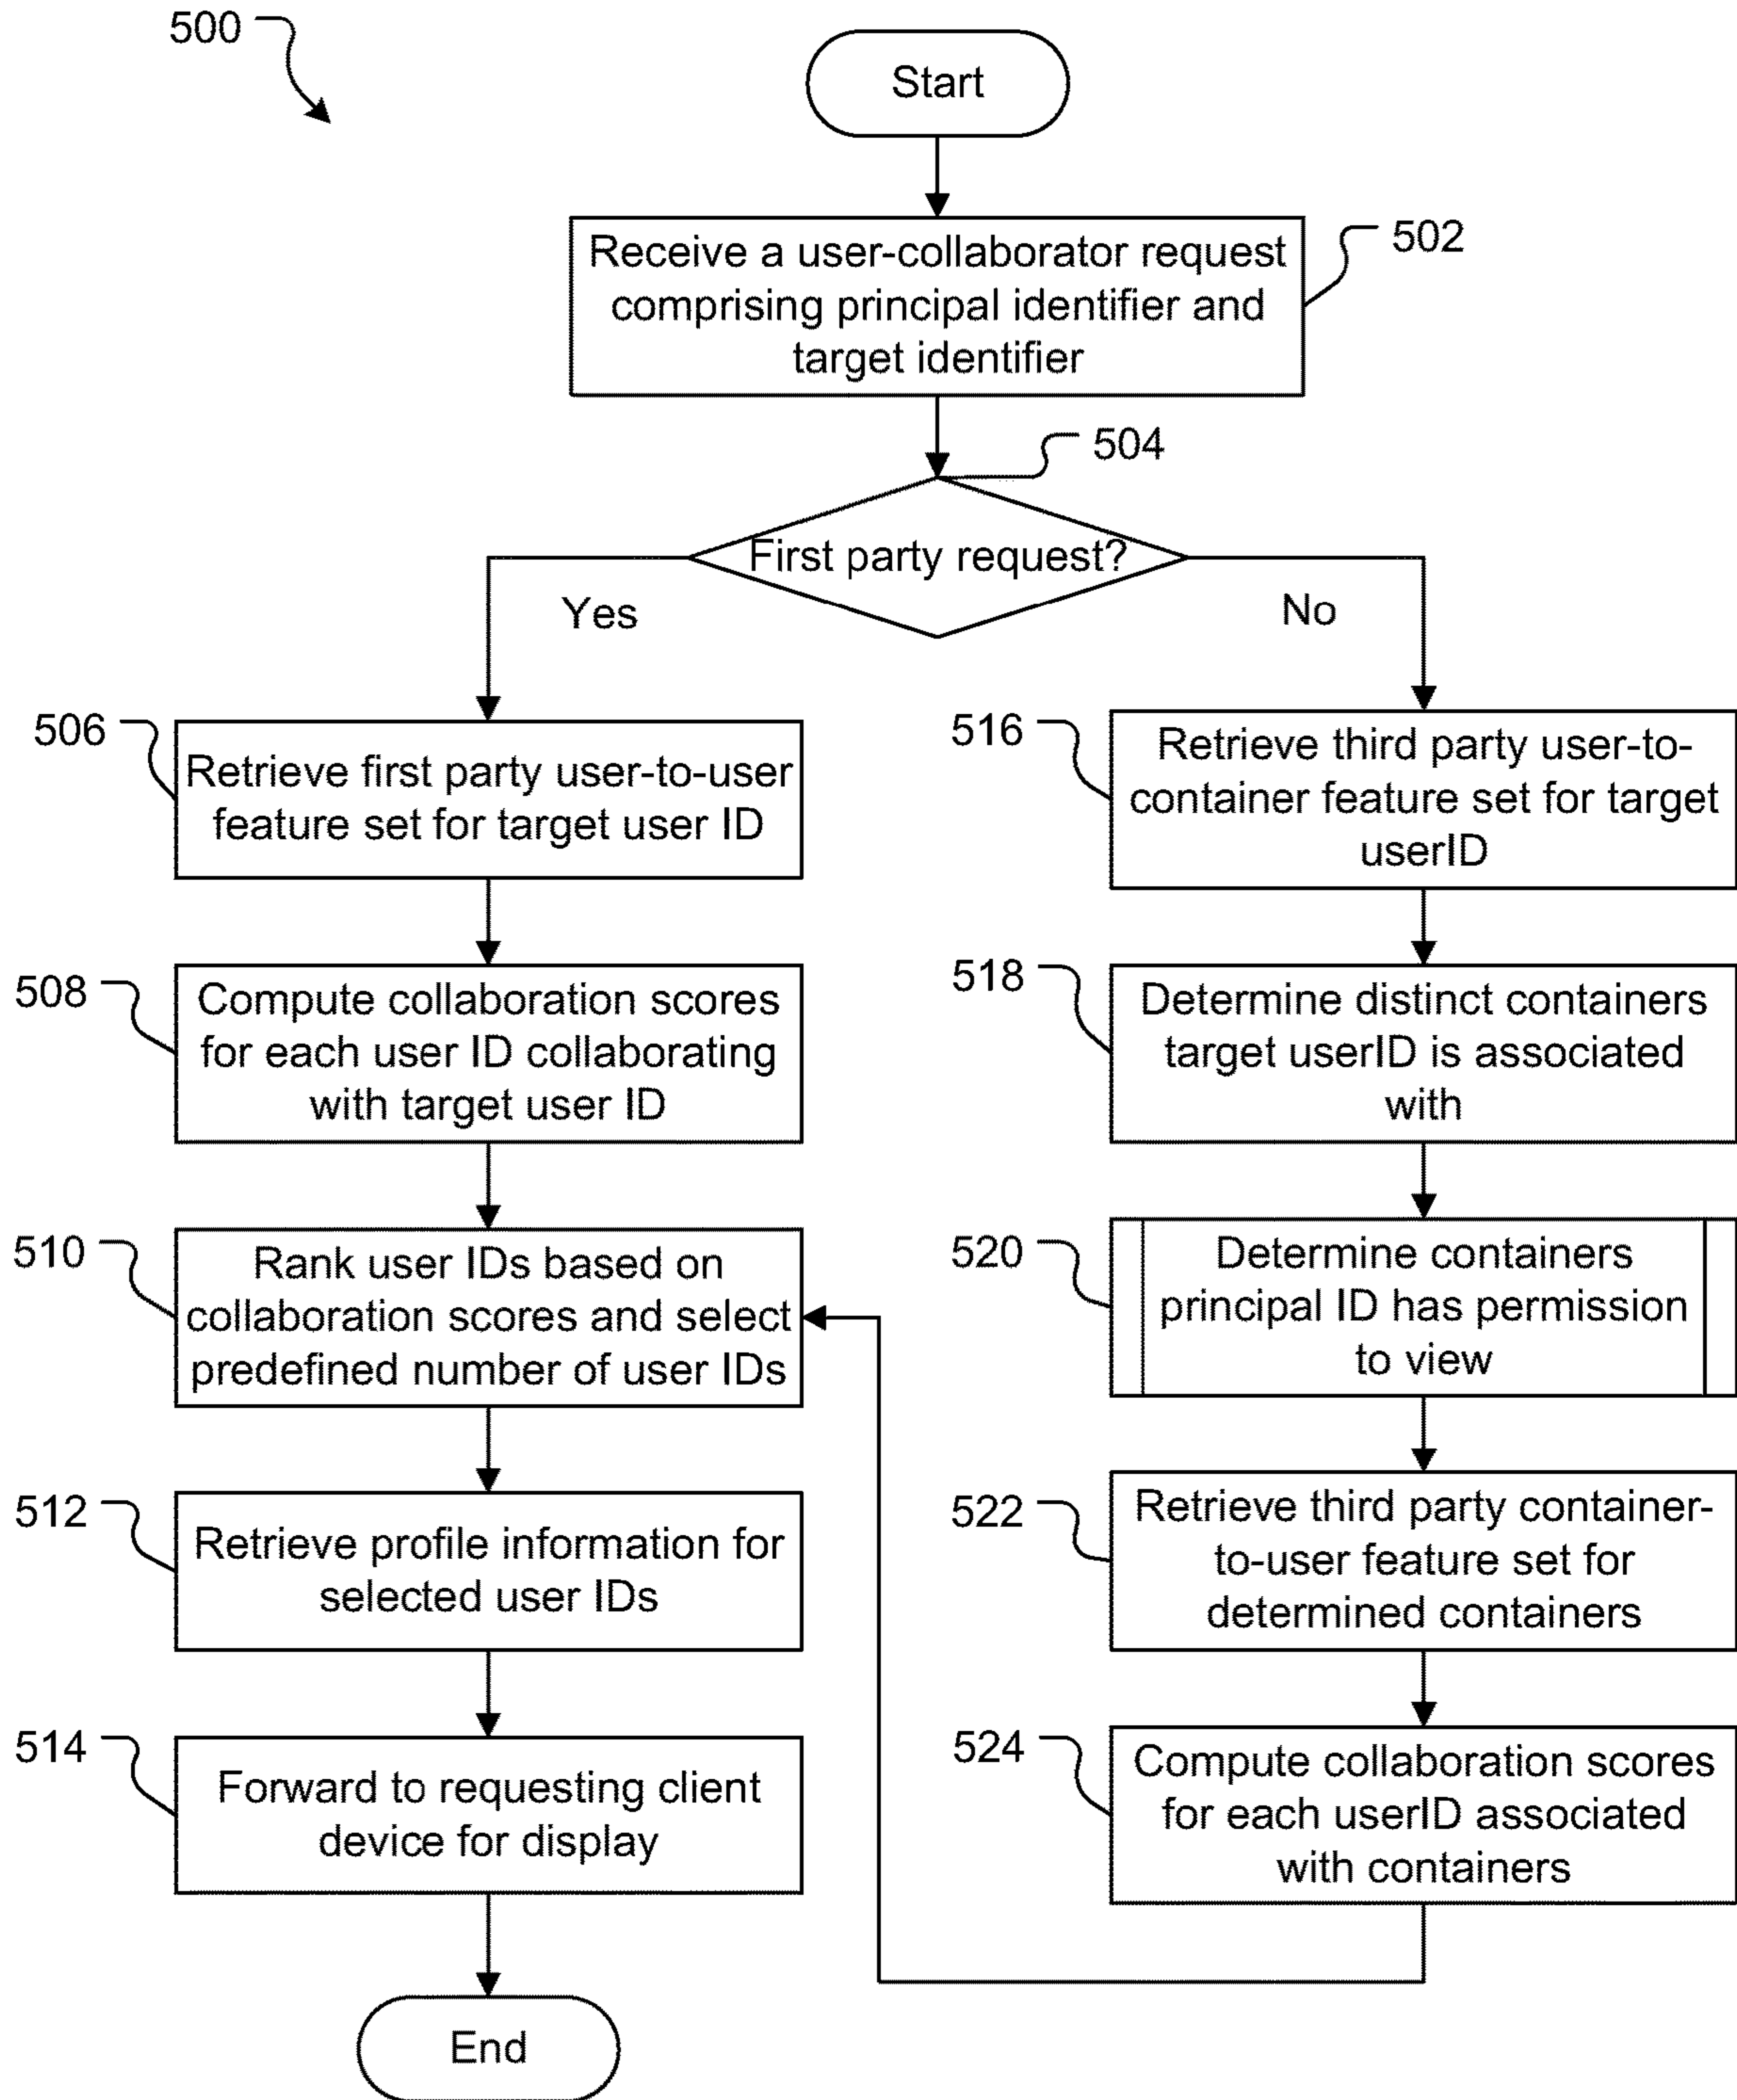 500
Start
Receive a user-collaborator request
comprising principal identifier and
target identifier
502
504
First party request?
Yes
No
506
Retrieve first party user-to-user
feature set for target user ID
508
Compute collaboration scores
for each user ID collaborating
with target user ID
510
Rank user IDs based on
collaboration scores and select
predefined number of user IDs
512
Retrieve profile information for
selected user IDs
514
Forward to requesting client
device for display
End
516
Retrieve third party user-to-
container feature set for target
userID
518
Determine distinct containers
target userID is associated
with
520
Determine containers
principal ID has permission
to view
522
Retrieve third party container-
to-user feature set for
determined containers
524
Compute collaboration scores
for each userID associated
with containers